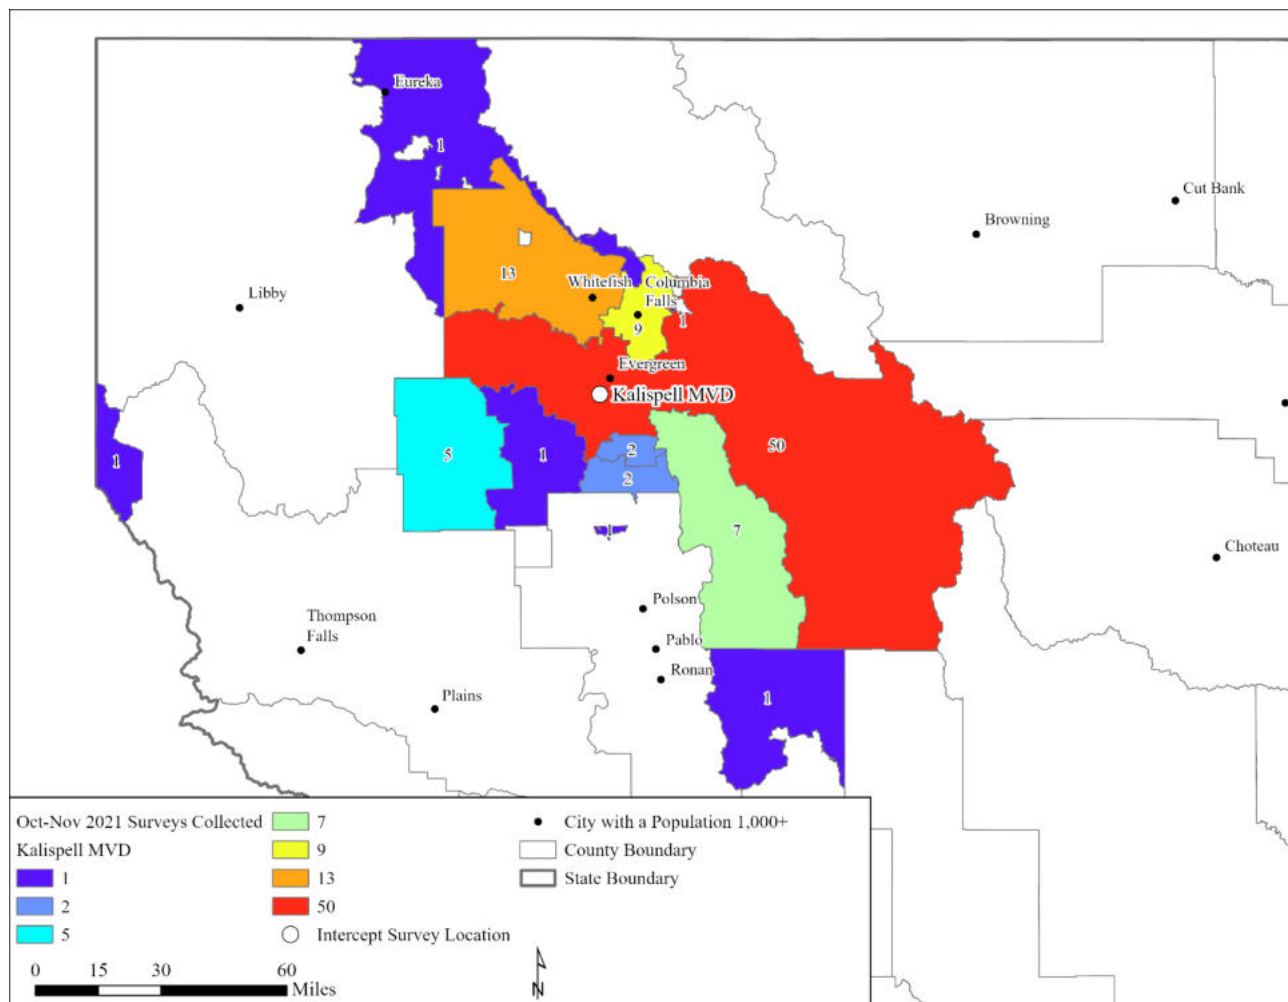 Eureka
1
Cut Bank
Browning
13
Whitefish
Columbia
Falls
Libby
9
1
Evergreen
Kalispell MVD
50
1
5
1
2
2
1
7
Choteau
Polson
Thompson
Falls
Pablo
Ronan
Plains
1
Oct-Nov 2021 Surveys Collected
Kalispell MVD
1
2
5
7
9
13
50
Intercept Survey Location
City with a Population 1,000+
County Boundary
State Boundary
0 15 30 60
Miles
N